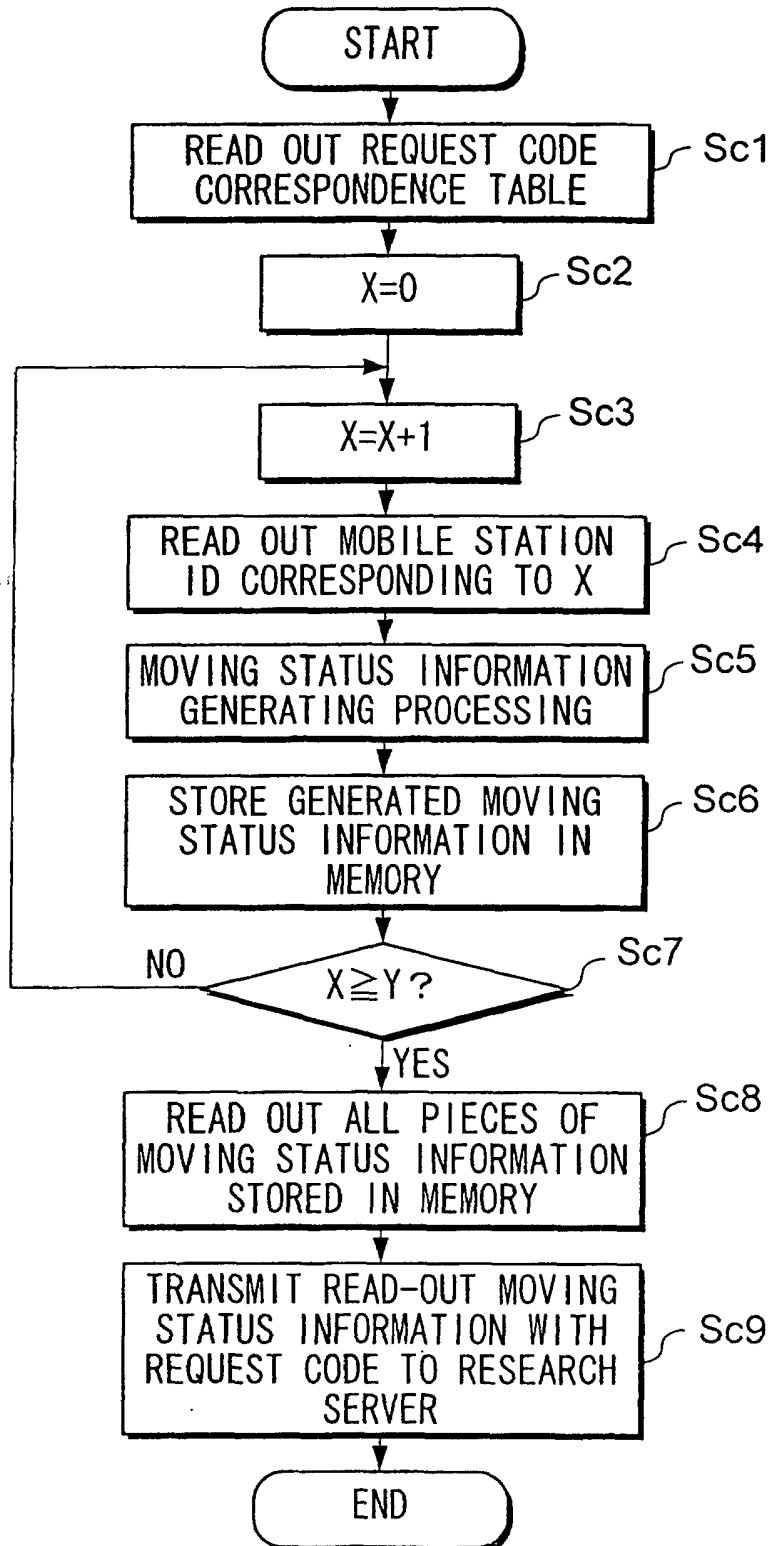 START
READ OUT REQUEST CODE
CORRESPONDENCE TABLE
Sc1
X=0
Sc2
X=X+1
Sc3
READ OUT MOBILE STATION
ID CORRESPONDING TO X
Sc4
MOVING STATUS INFORMATION
GENERATING PROCESSING
Sc5
STORE GENERATED MOVING
STATUS INFORMATION IN
MEMORY
Sc6
NO
X≧Y?
Sc7
YES
READ OUT ALL PIECES OF
MOVING STATUS INFORMATION
STORED IN MEMORY
Sc8
TRANSMIT READ-OUT MOVING
STATUS INFORMATION WITH
REQUEST CODE TO RESEARCH
SERVER
Sc9
END